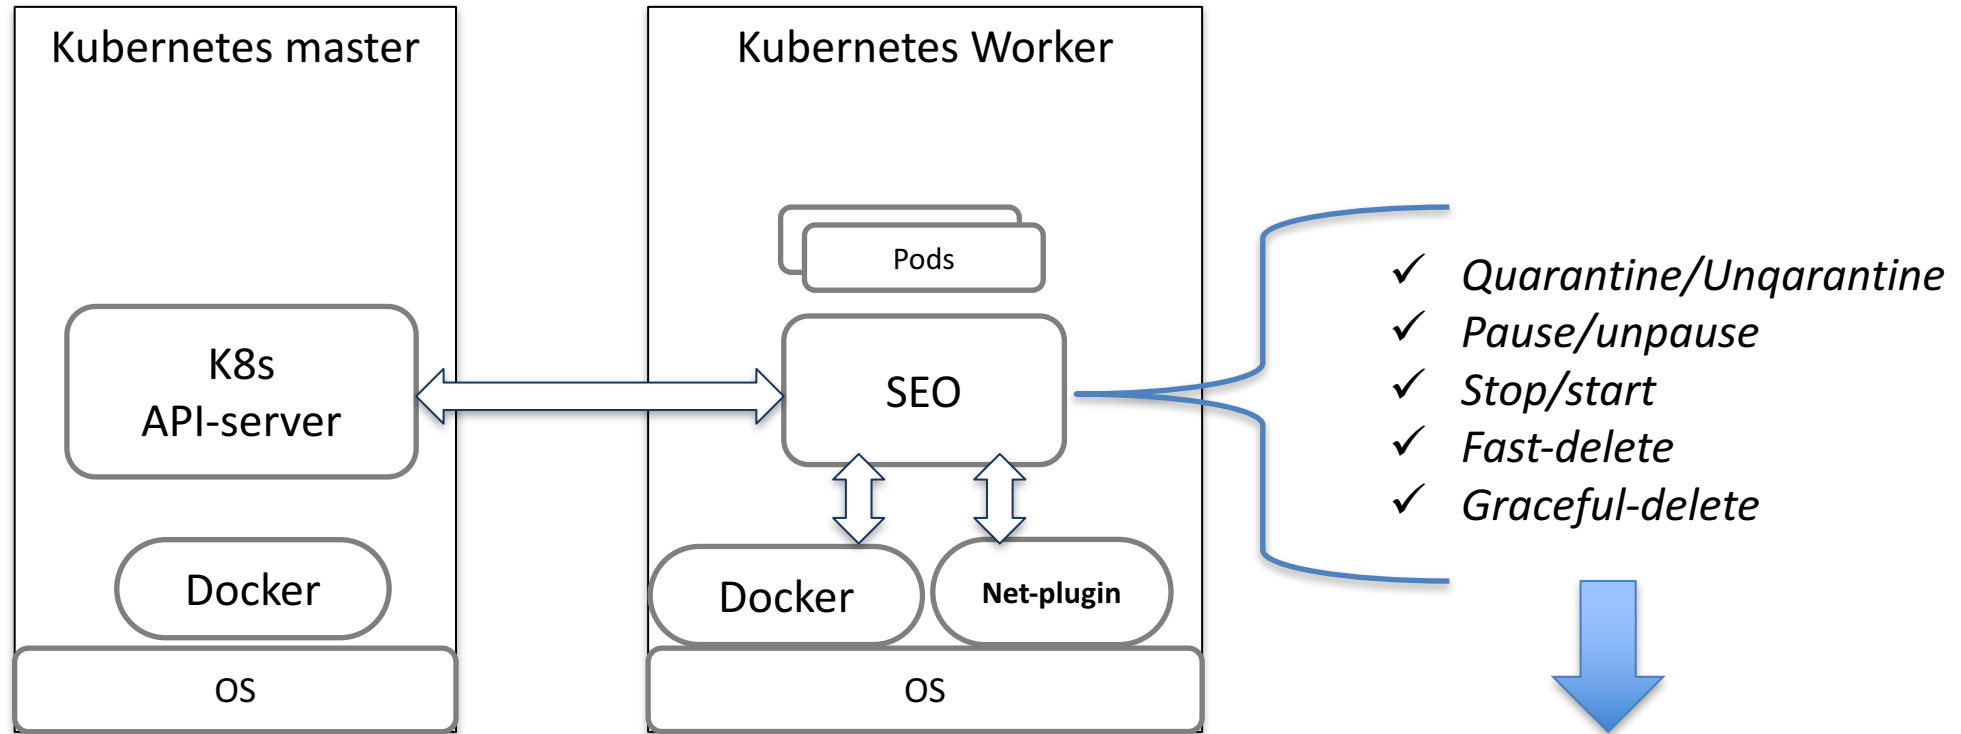 Kubernetes master
K8s
API-server
Docker
OS
Kubernetes Worker
Pods
SEO
Docker
Net-plugin
OS
✓ Quarantine/Unqarantine
✓ Pause/unpause
✓ Stop/start
✓ Fast-delete
✓ Graceful-delete